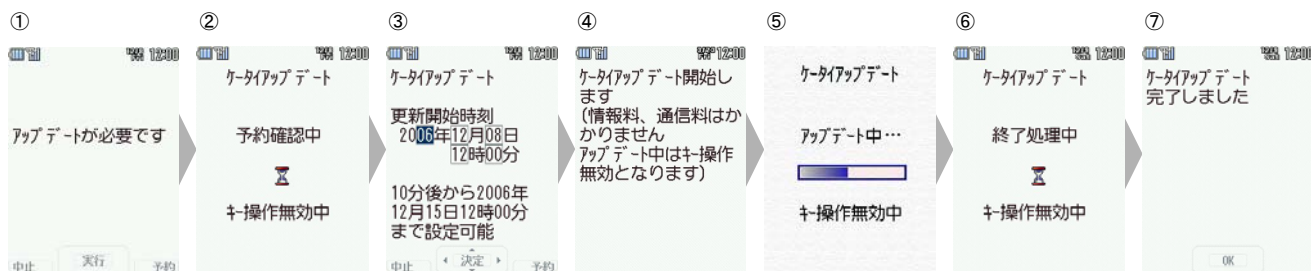 ①
12:00
アップデートが必要です
中止 実行 予約
②
12:00
ケータイアップデート
予約確認中
キー操作無効中
③
12:00
ケータイアップデート
更新開始時刻
2006年12月08日
12時00分
10分後から2006年
12月15日12時00分
まで設定可能
中止 決定 予約
④
12:00
ケータイアップデート開始し
ます
(情報料、通信料はか
かりません
アップデート中はキー操作
無効となります)
⑤
ケータイアップデート
アップデート中…
キー操作無効中
⑥
12:00
ケータイアップデート
終了処理中
キー操作無効中
⑦
12:00
ケータイアップデート
完了しました
OK